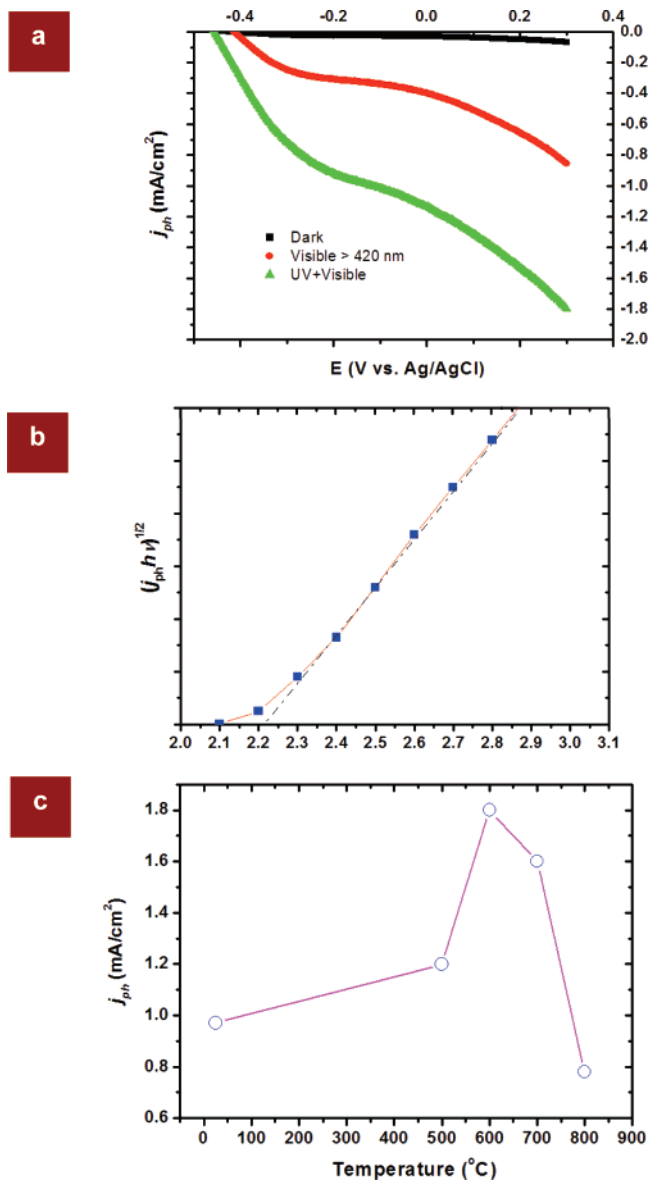 a
-0.4 -0.2 0.0 0.2 0.4
0.0
-0.2
-0.4
-0.6
-0.8
-1.0
-1.2
-1.4
-1.6
-1.8
-2.0
j_ph (mA/cm²)
Dark
Visible > 420 nm
UV+Visible
E (V vs. Ag/AgCl)
b
(j_ph hν)^1/2
2.0 2.1 2.2 2.3 2.4 2.5 2.6 2.7 2.8 2.9 3.0 3.1
c
1.8
1.6
1.4
1.2
1.0
0.8
0.6
j_ph (mA/cm²)
0 100 200 300 400 500 600 700 800 900
Temperature (°C)